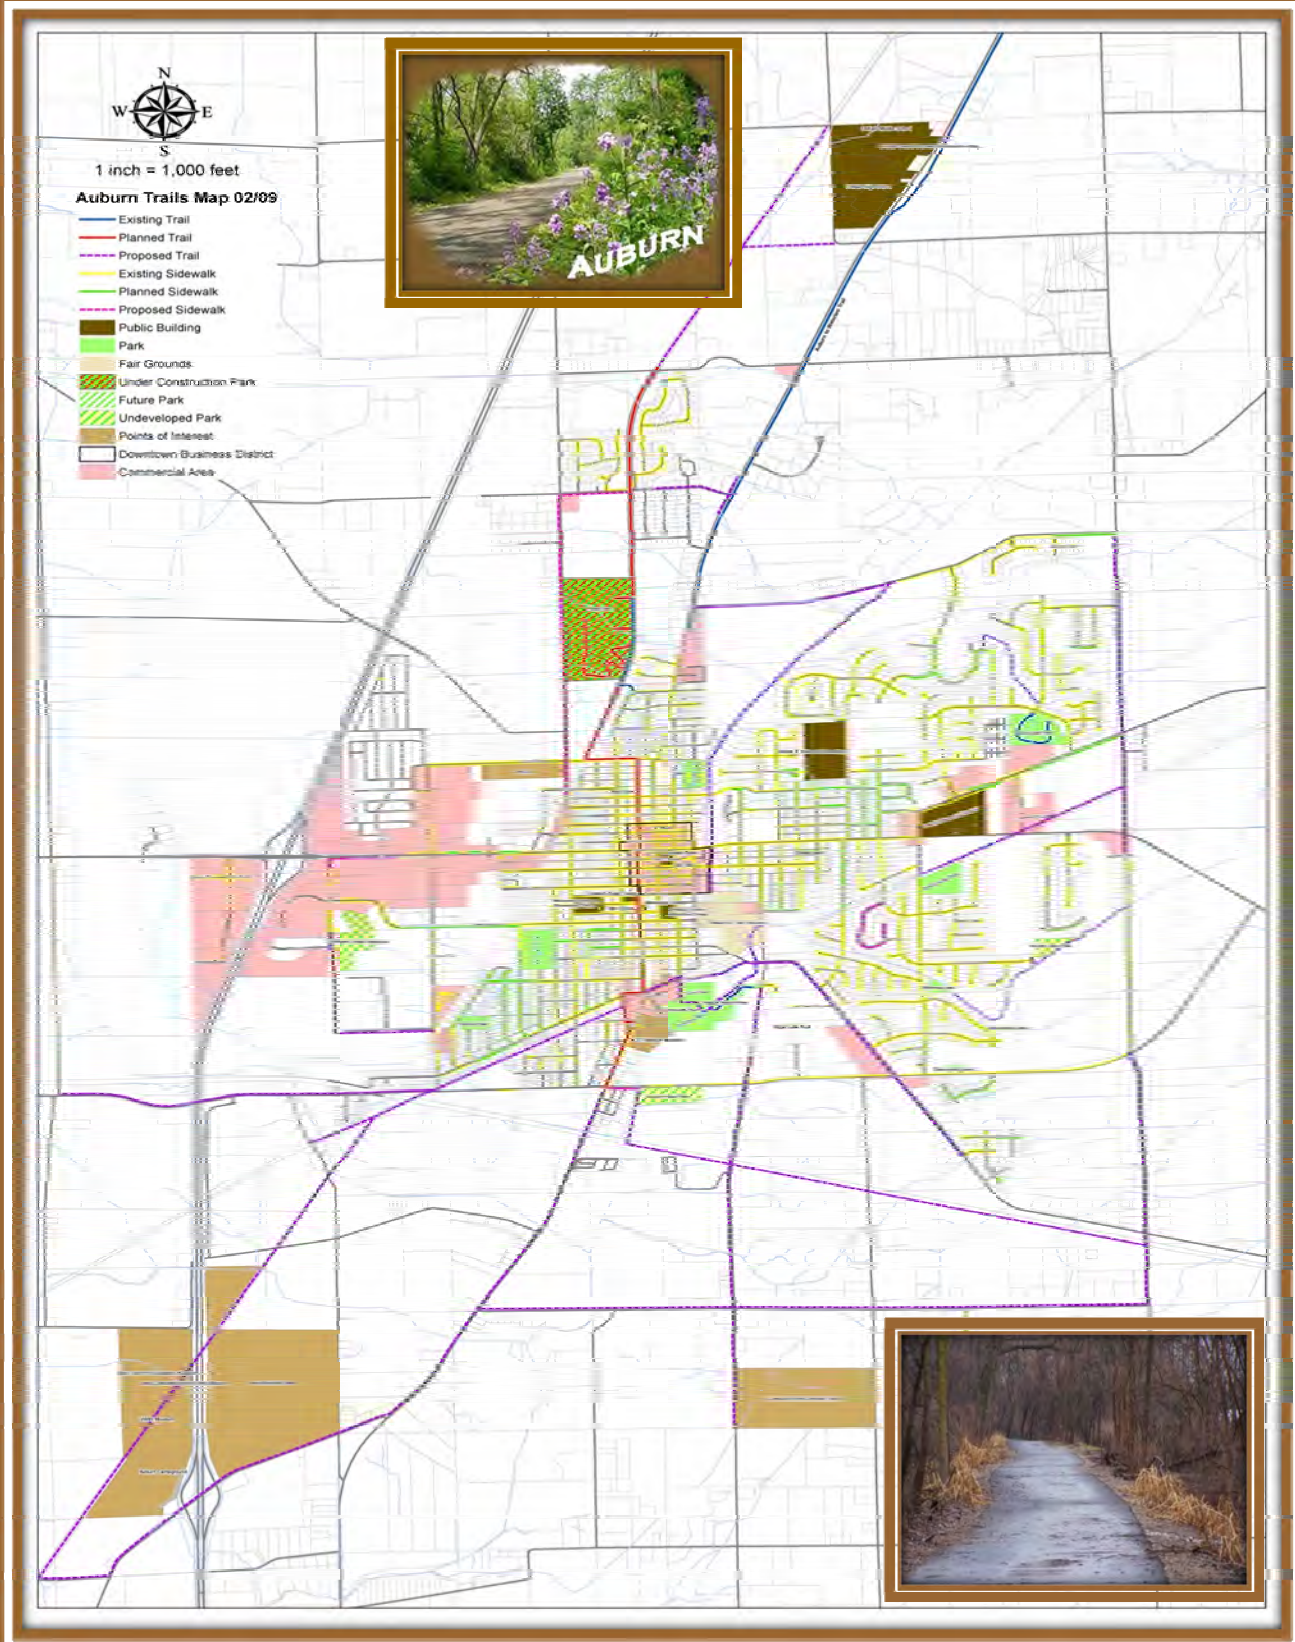 N
W E
S
1 inch = 1,000 feet
Auburn Trails Map 02/09
Existing Trail
Planned Trail
Proposed Trail
Existing Sidewalk
Planned Sidewalk
Proposed Sidewalk
Public Building
Park
Fair Grounds
Under Construction Park
Future Park
Undeveloped Park
Points of Interest
Downtown Business District
Commercial Area
AUBURN